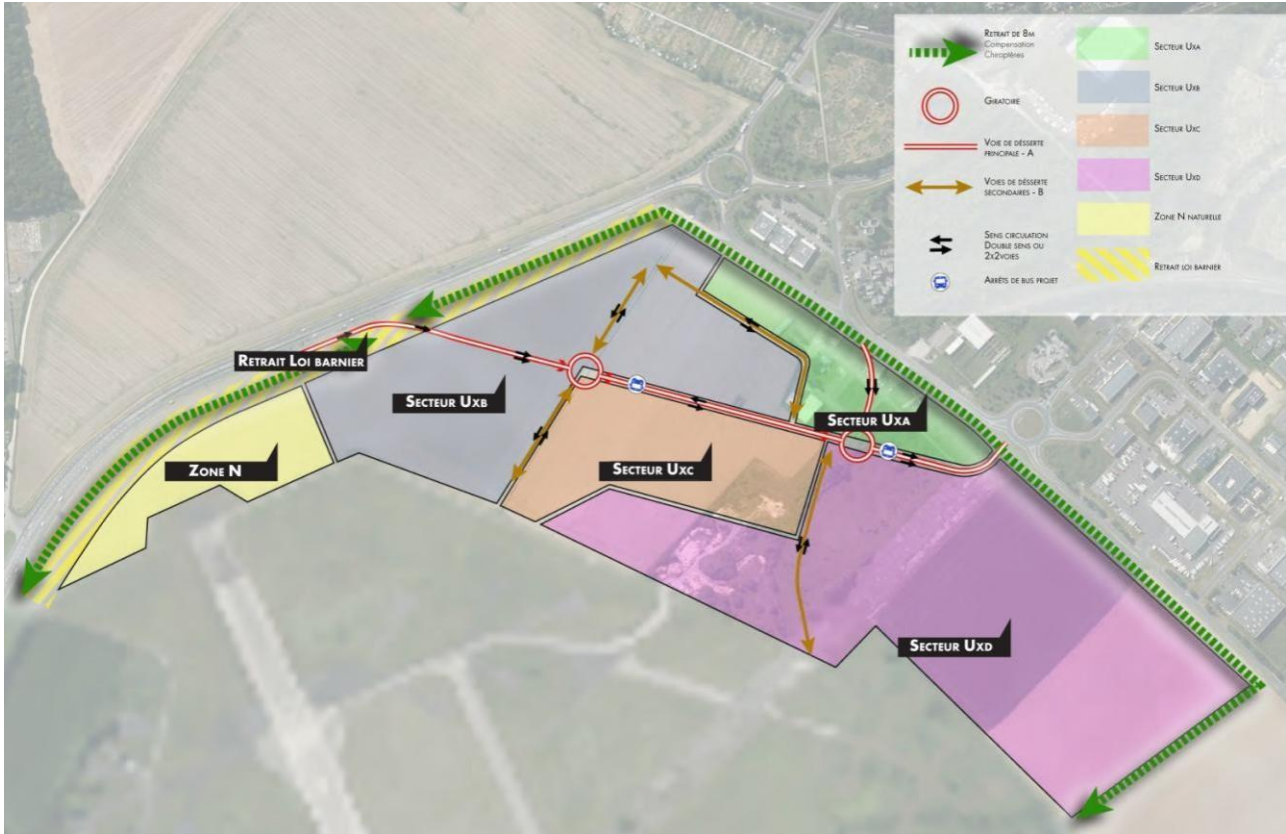 Retrait de 8m
Compensation
Chiroptères
Giratoire
Voie de désserte
principale - A
Voies de désserte
secondaires - B
Sens circulation
Double sens ou
2x2voies
Arrêts de bus projet
Secteur Uxa
Secteur Uxb
Secteur Uxc
Secteur Uxd
Zone N naturelle
Retrait loi barnier
Retrait Loi barnier
Secteur Uxb
Secteur Uxa
Zone N
Secteur Uxc
Secteur Uxd